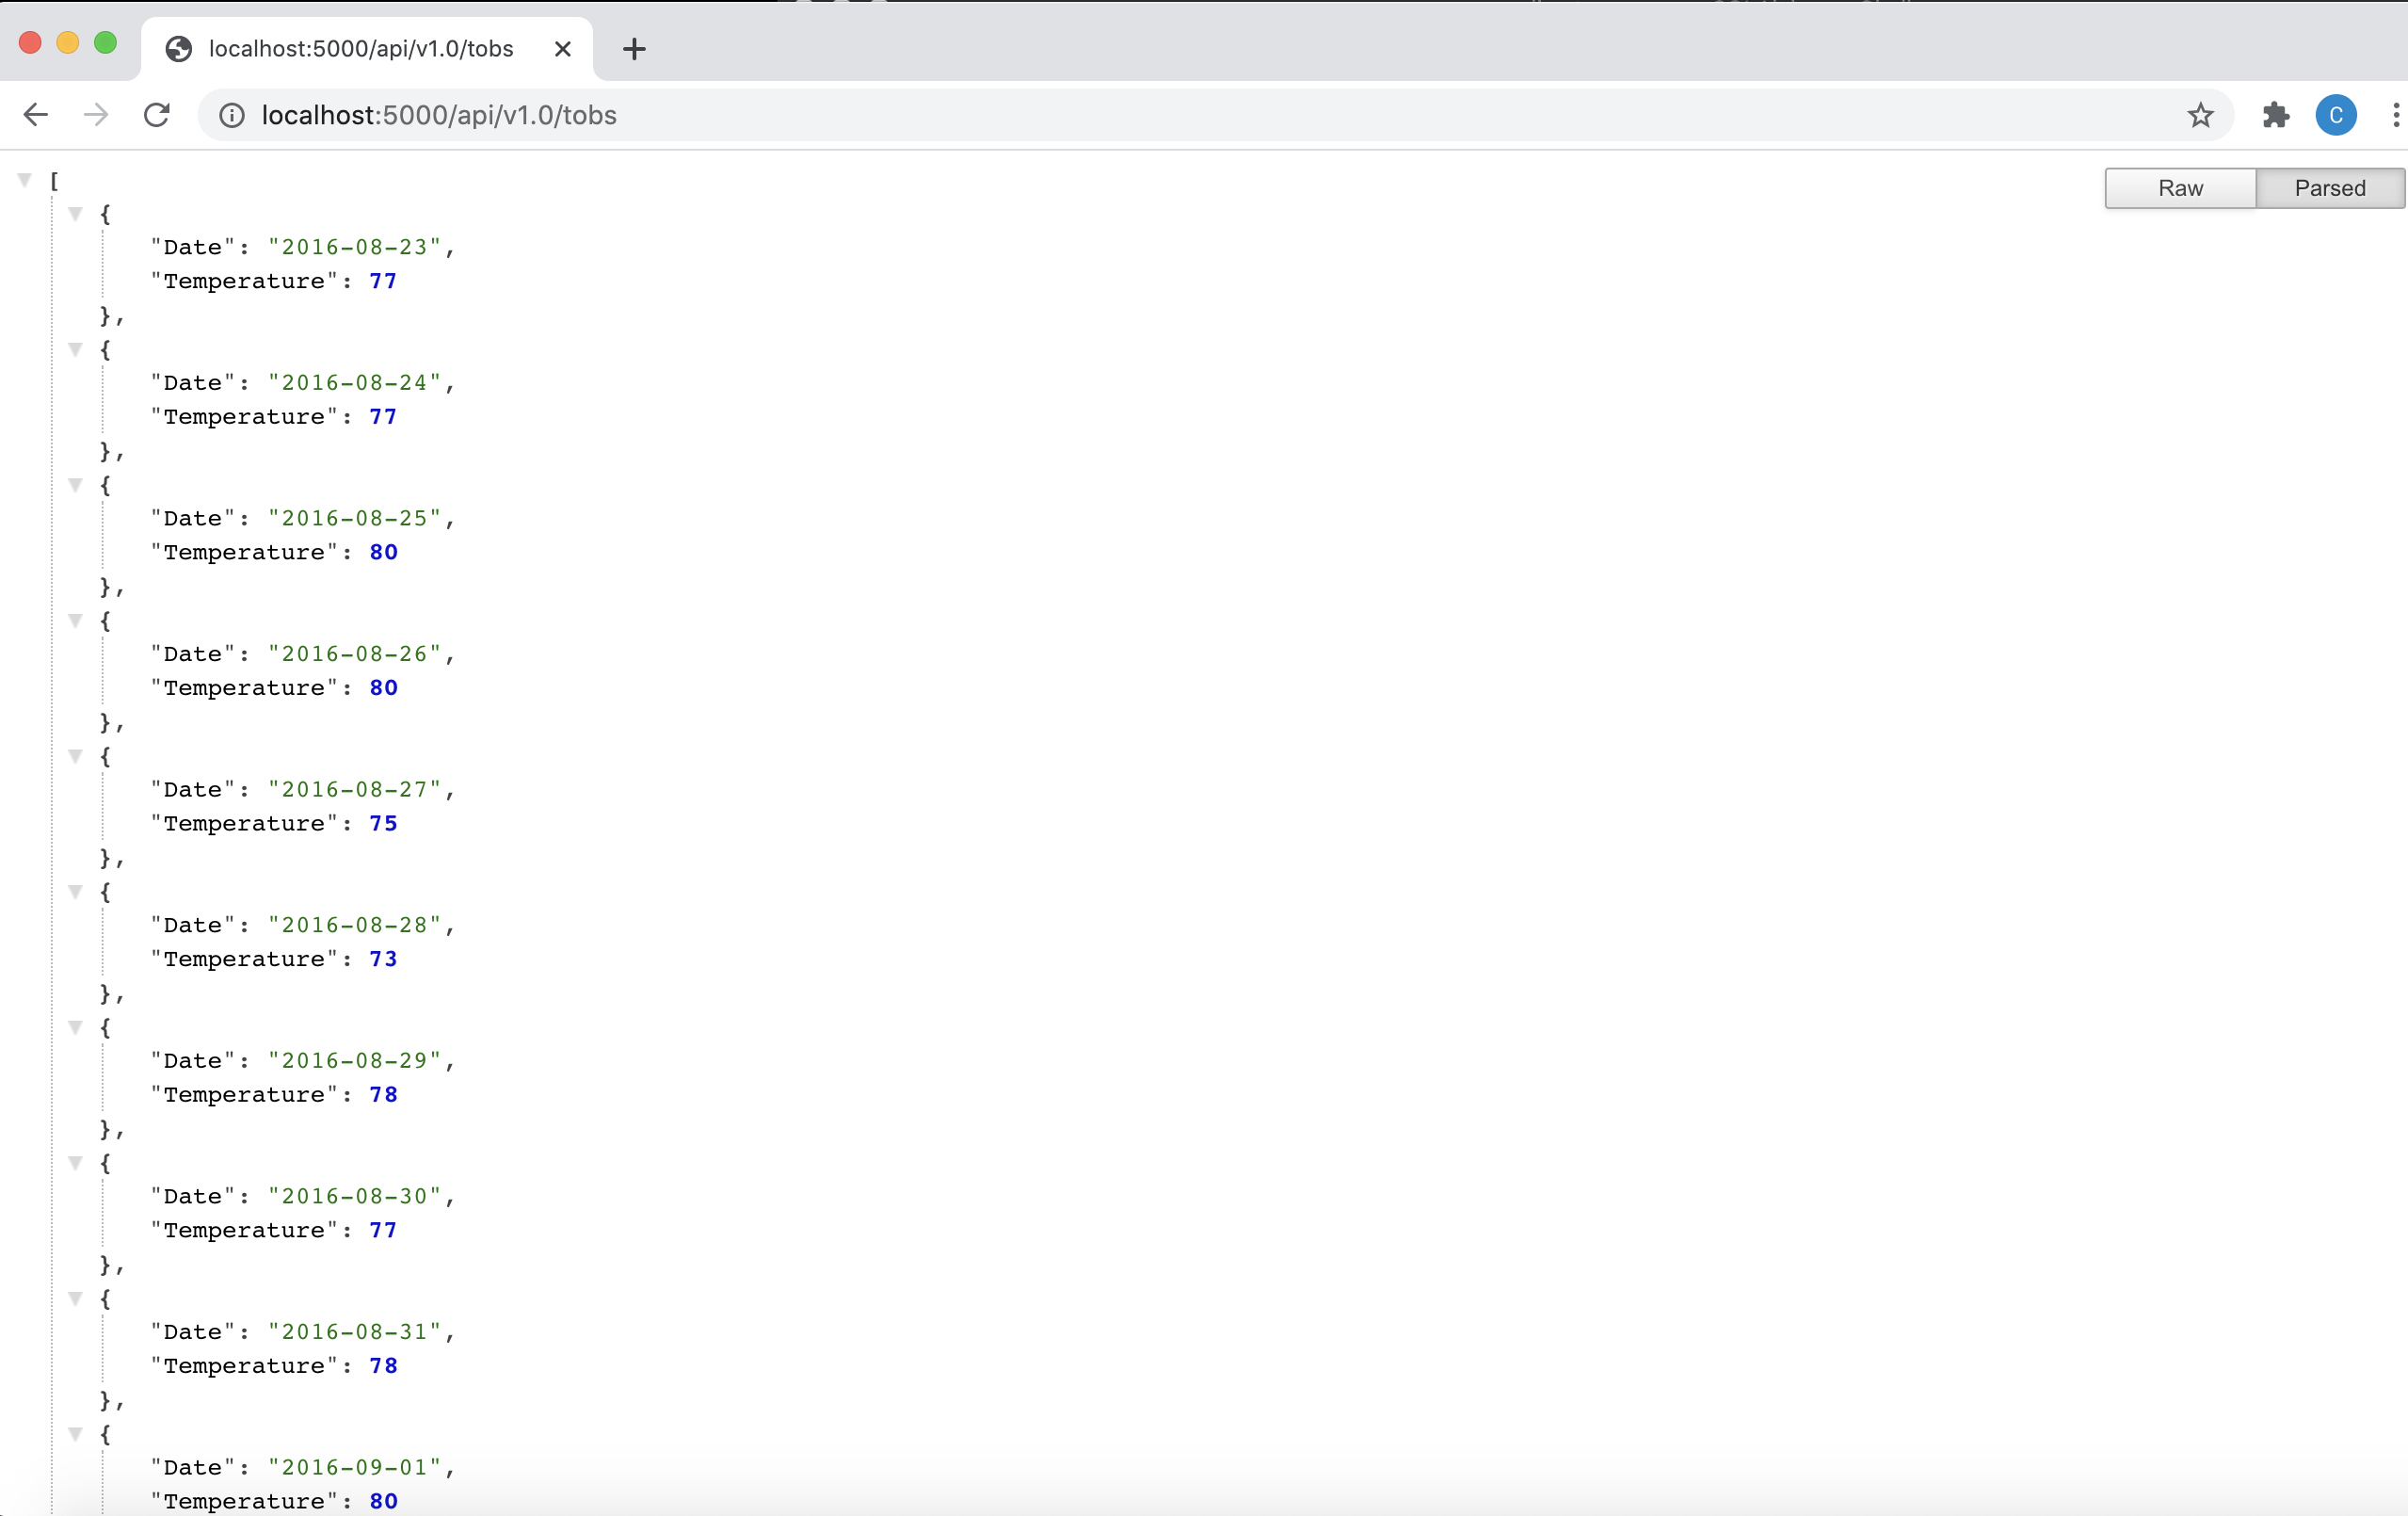 localhost:5000/api/v1.0/tobs
localhost:5000/api/v1.0/tobs
C
Raw Parsed
[
{
"Date": "2016-08-23",
"Temperature": 77
},
{
"Date": "2016-08-24",
"Temperature": 77
},
{
"Date": "2016-08-25",
"Temperature": 80
},
{
"Date": "2016-08-26",
"Temperature": 80
},
{
"Date": "2016-08-27",
"Temperature": 75
},
{
"Date": "2016-08-28",
"Temperature": 73
},
{
"Date": "2016-08-29",
"Temperature": 78
},
{
"Date": "2016-08-30",
"Temperature": 77
},
{
"Date": "2016-08-31",
"Temperature": 78
},
{
"Date": "2016-09-01",
"Temperature": 80